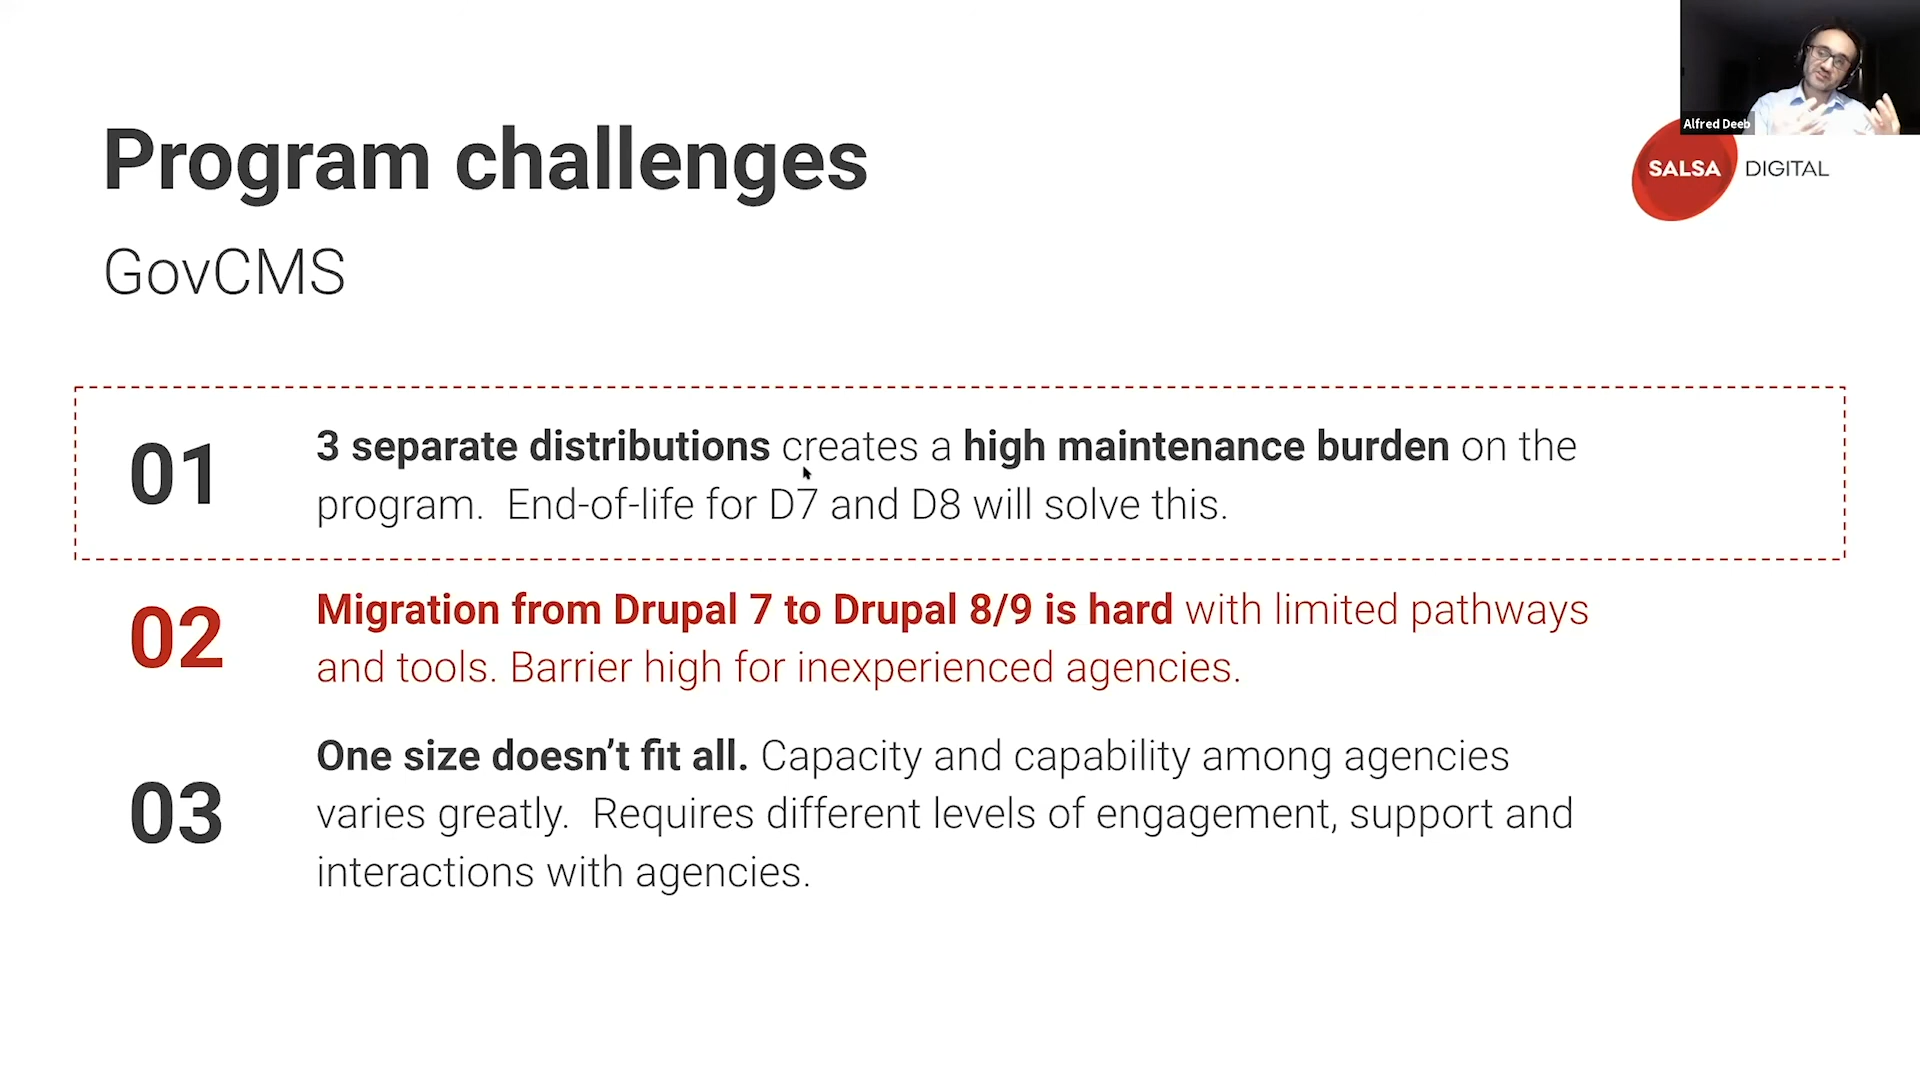 Alfred Deeb
SALSA DIGITAL
Program challenges
GovCMS
01
3 separate distributions creates a high maintenance burden on the
program.  End-of-life for D7 and D8 will solve this.
02
Migration from Drupal 7 to Drupal 8/9 is hard with limited pathways
and tools. Barrier high for inexperienced agencies.
03
One size doesn’t fit all. Capacity and capability among agencies
varies greatly.  Requires different levels of engagement, support and
interactions with agencies.